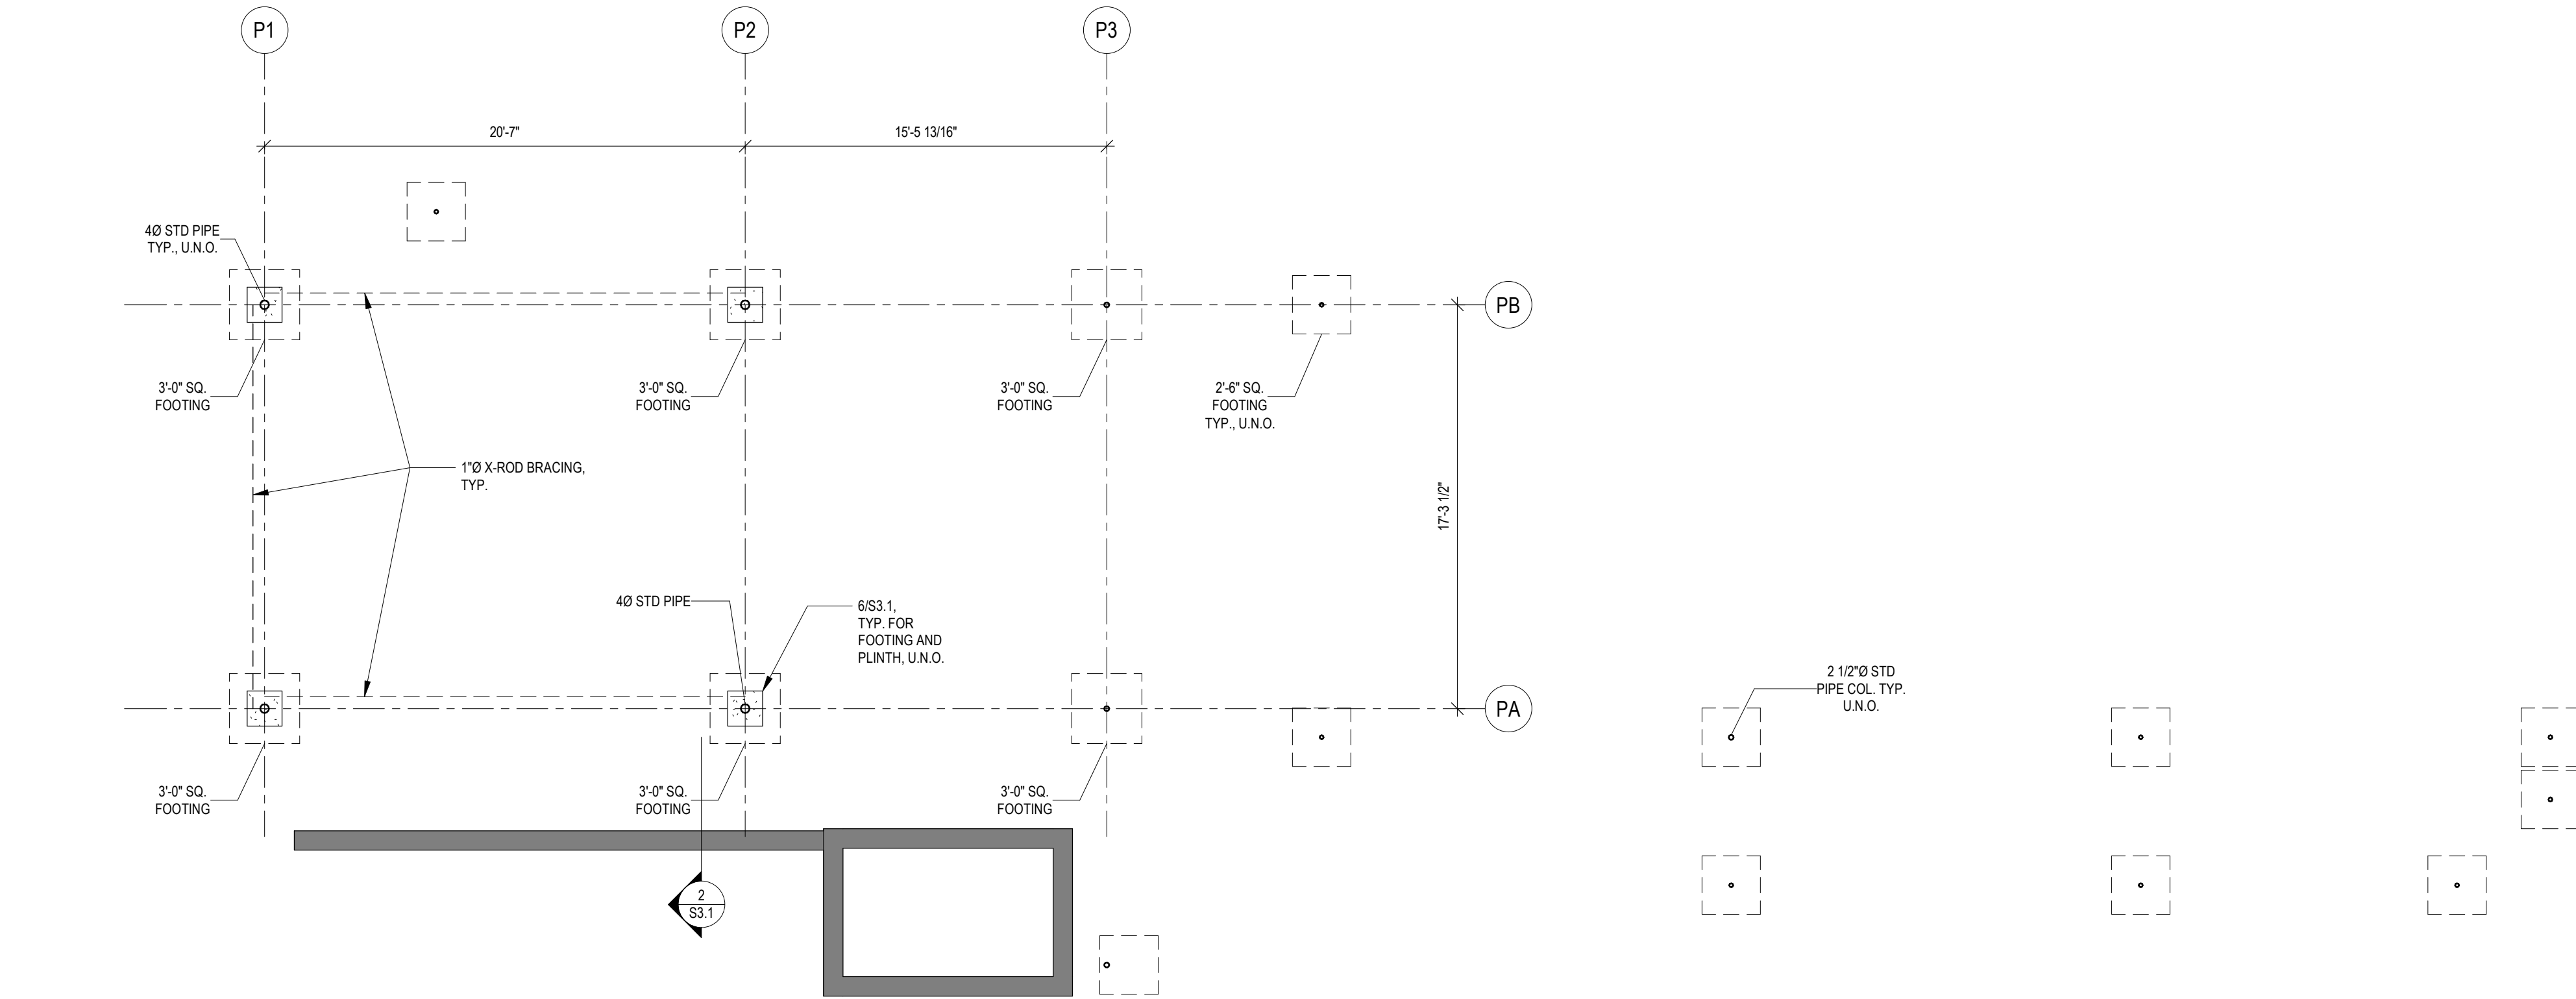 P1
P2
P3
20'-7"
15'-5 13/16"
4Ø STD PIPE
TYP., U.N.O.
PB
3'-0" SQ.
FOOTING
3'-0" SQ.
FOOTING
3'-0" SQ.
FOOTING
2'-6" SQ.
FOOTING
TYP., U.N.O.
1"Ø X-ROD BRACING,
TYP.
17'-3 1/2"
4Ø STD PIPE
6/S3.1,
TYP. FOR
FOOTING AND
PLINTH, U.N.O.
2 1/2"Ø STD
PIPE COL. TYP.
U.N.O.
PA
3'-0" SQ.
FOOTING
3'-0" SQ.
FOOTING
3'-0" SQ.
FOOTING
2
S3.1